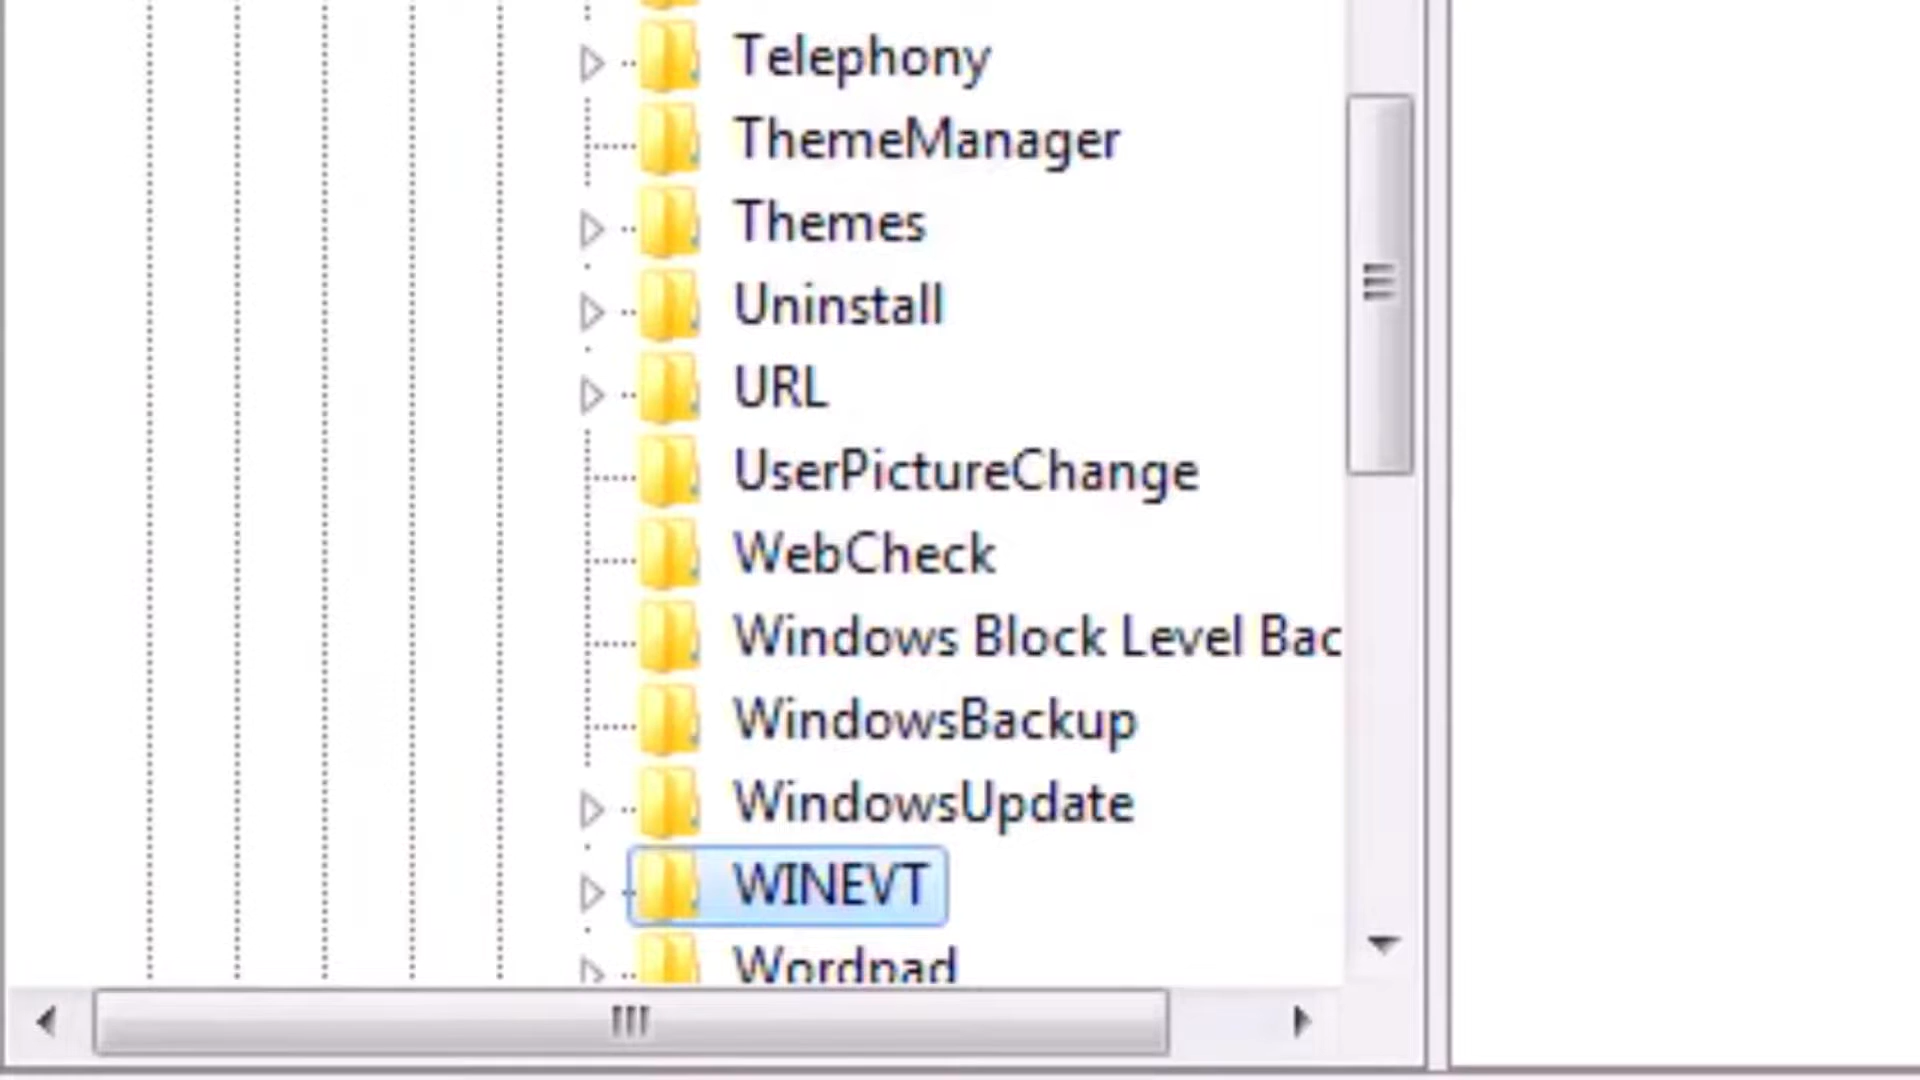 Telephony
ThemeManager
Themes
Uninstall
URL
UserPictureChange
WebCheck
Windows Block Level Bac
WindowsBackup
WindowsUpdate
WINEVT
Wordpad